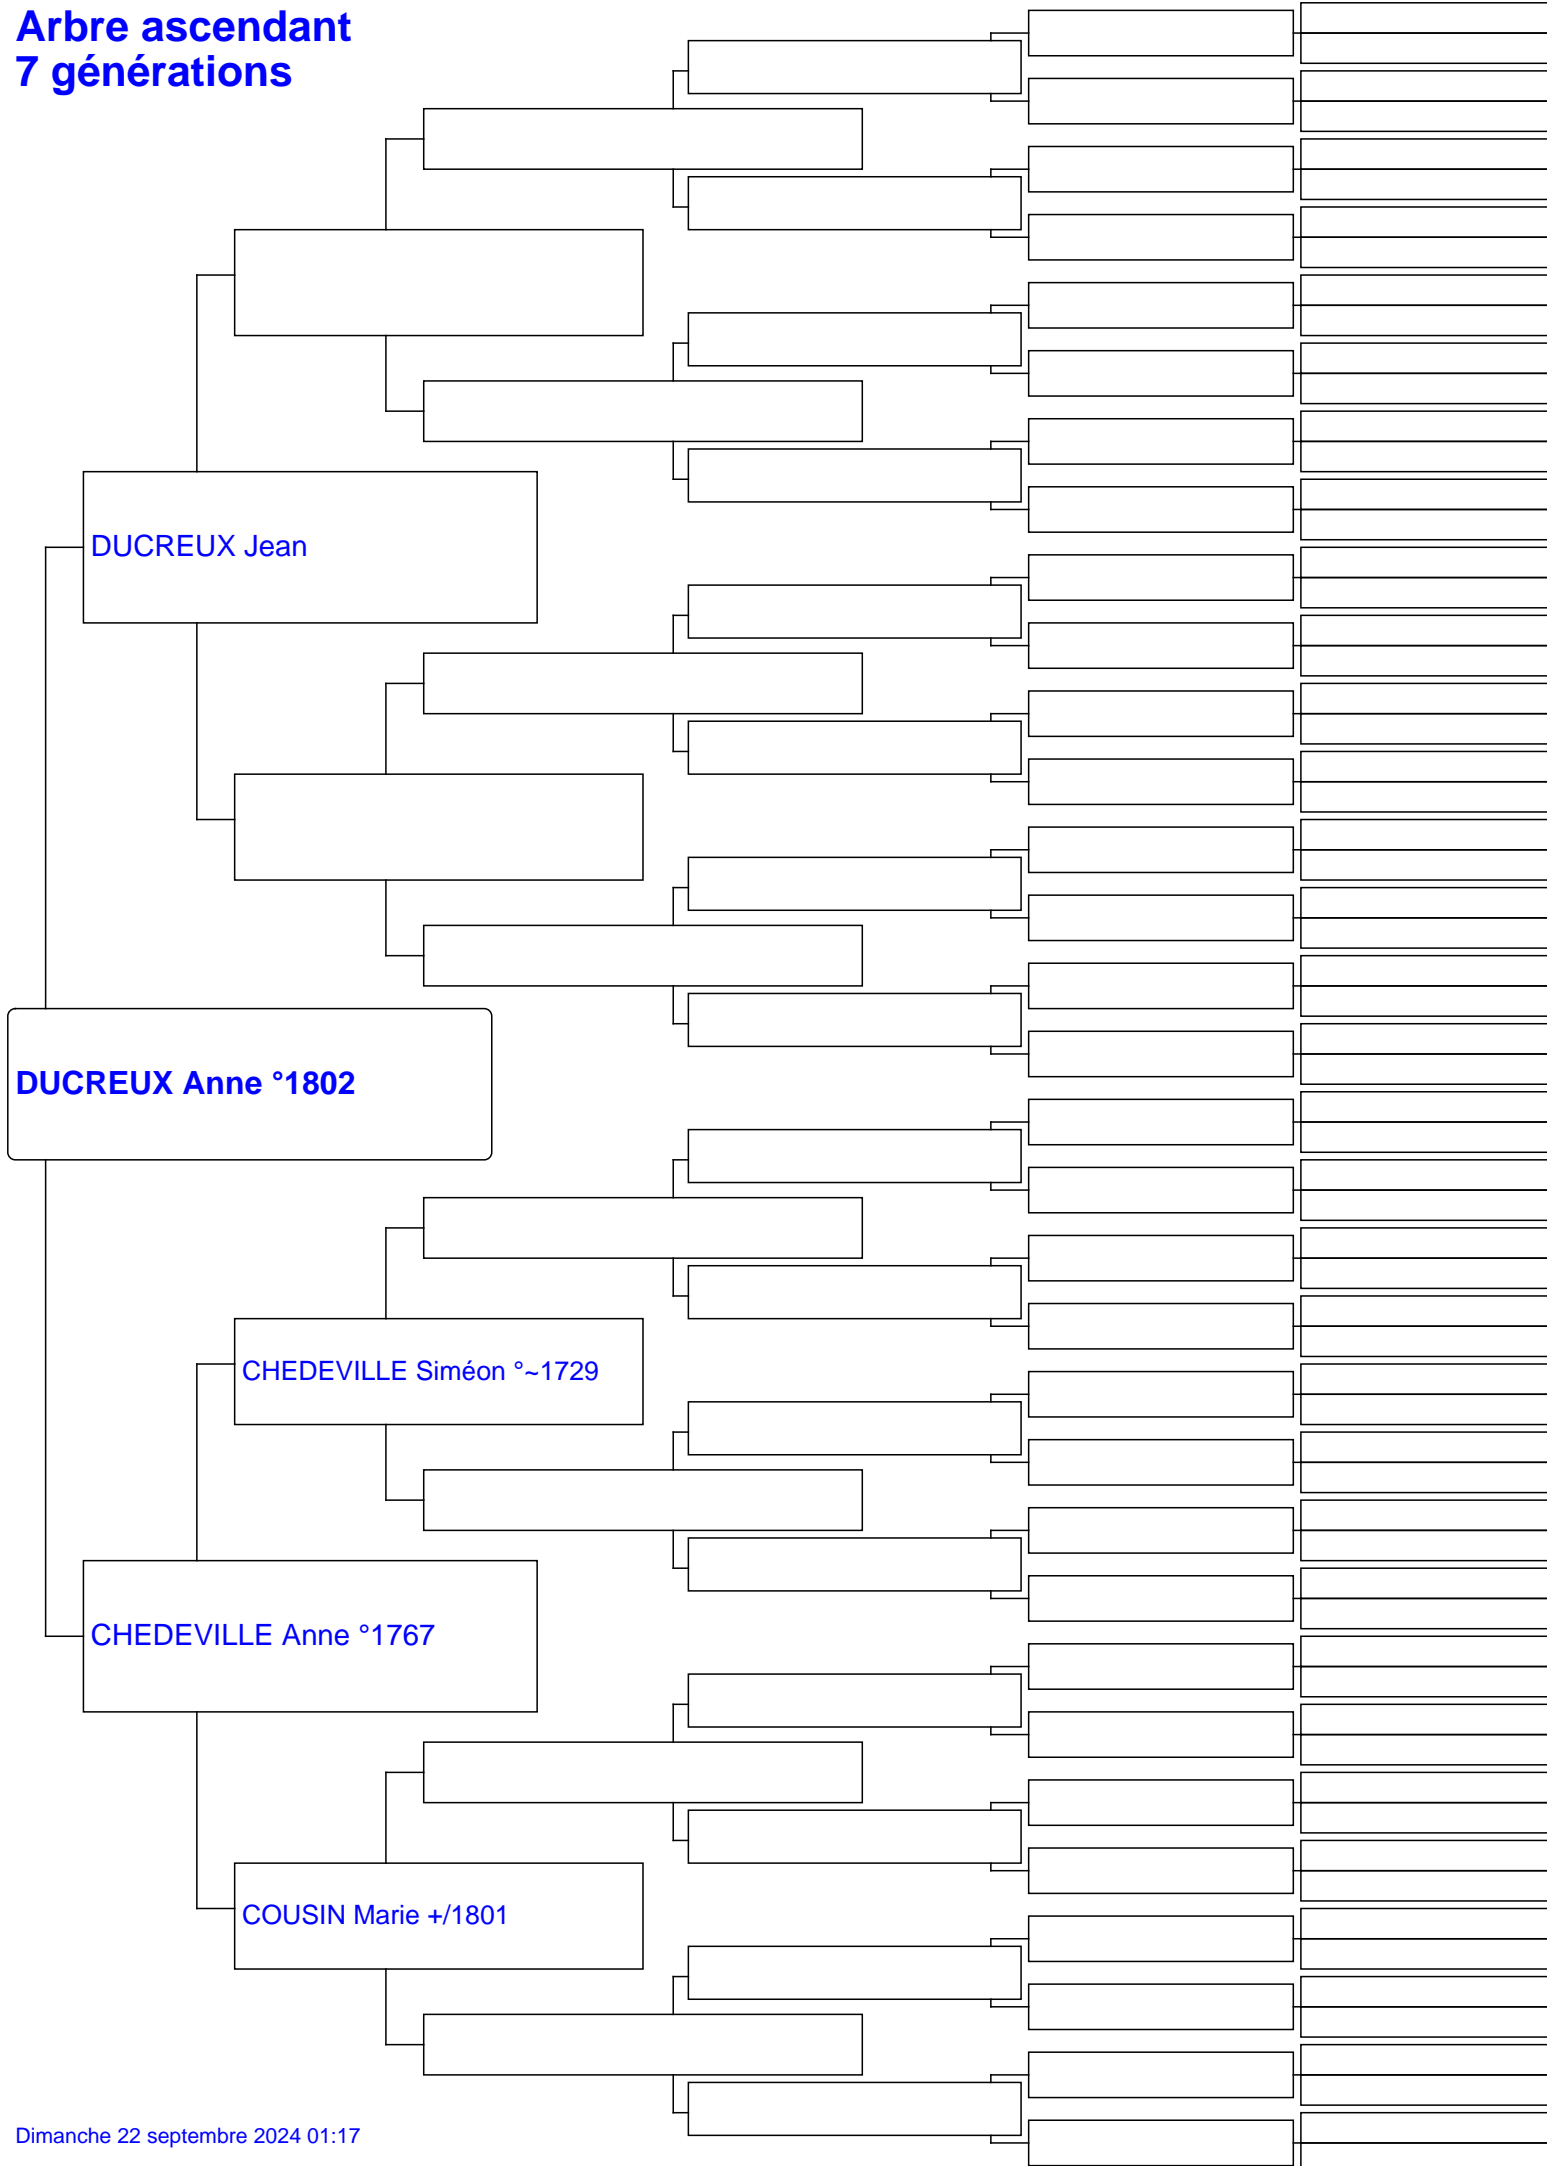 Arbre ascendant
7 générations
DUCREUX Jean
DUCREUX Anne °1802
CHEDEVILLE Siméon °~1729
CHEDEVILLE Anne °1767
COUSIN Marie +/1801
Dimanche 22 septembre 2024 01:17